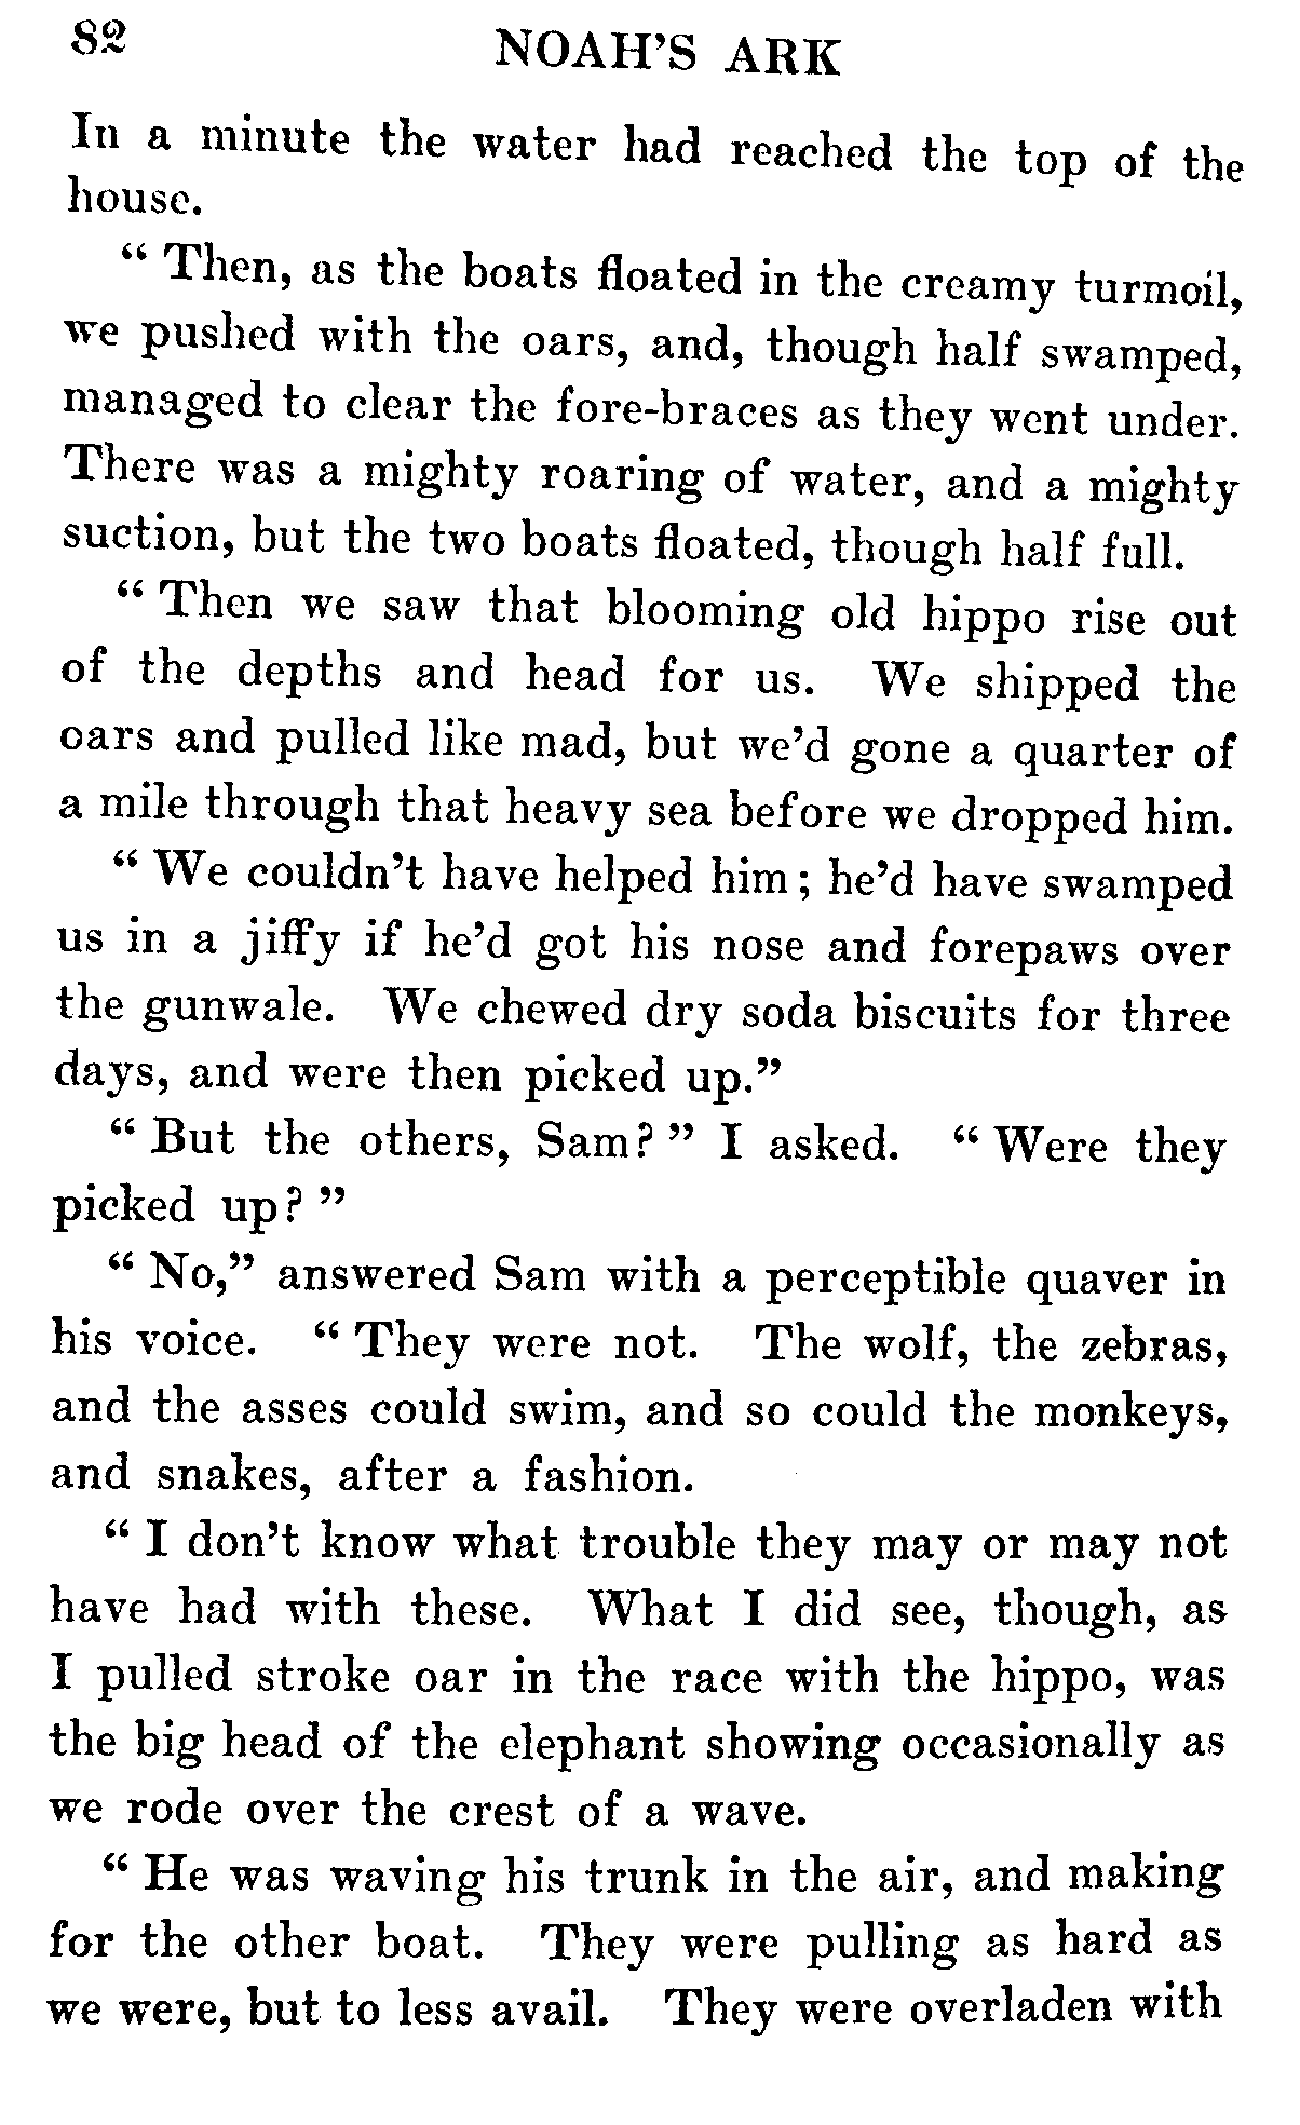 82
NOAH'S ARK
In a minute the water had reached the top of the
house.
“ Then, as the boats floated in the creamy turmoil,
we pushed with the oars, and, though half swamped,
managed to clear the fore-braces as they went under.
There was a mighty roaring of water, and a mighty
suction, but the two boats floated, though half full.
“ Then we saw that blooming old hippo rise out
of the depths and head for us. We shipped the
oars and pulled like mad, but we’d gone a quarter of
a mile through that heavy sea before we dropped him.
“ We couldn’t have helped him ; he’d have swamped
us in a jiffy if he’d got his nose and forepaws over
the gunwale. We chewed dry soda biscuits for three
days, and were then picked up.”
“ But the others, Sam? ” I asked. “ Were they
picked up? ”
“ No,” answered Sam with a perceptible quaver in
his voice. “ They were not. The wolf, the zebras,
and the asses could swim, and so could the monkeys,
and snakes, after a fashion.
“ I don’t know what trouble they may or may not
have had with these. What I did see, though, as
I pulled stroke oar in the race with the hippo, was
the big head of the elephant showing occasionally as
we rode over the crest of a wave.
“ He was waving his trunk in the air, and making
for the other boat. They were pulling as hard as
we were, but to less avail. They were overladen with